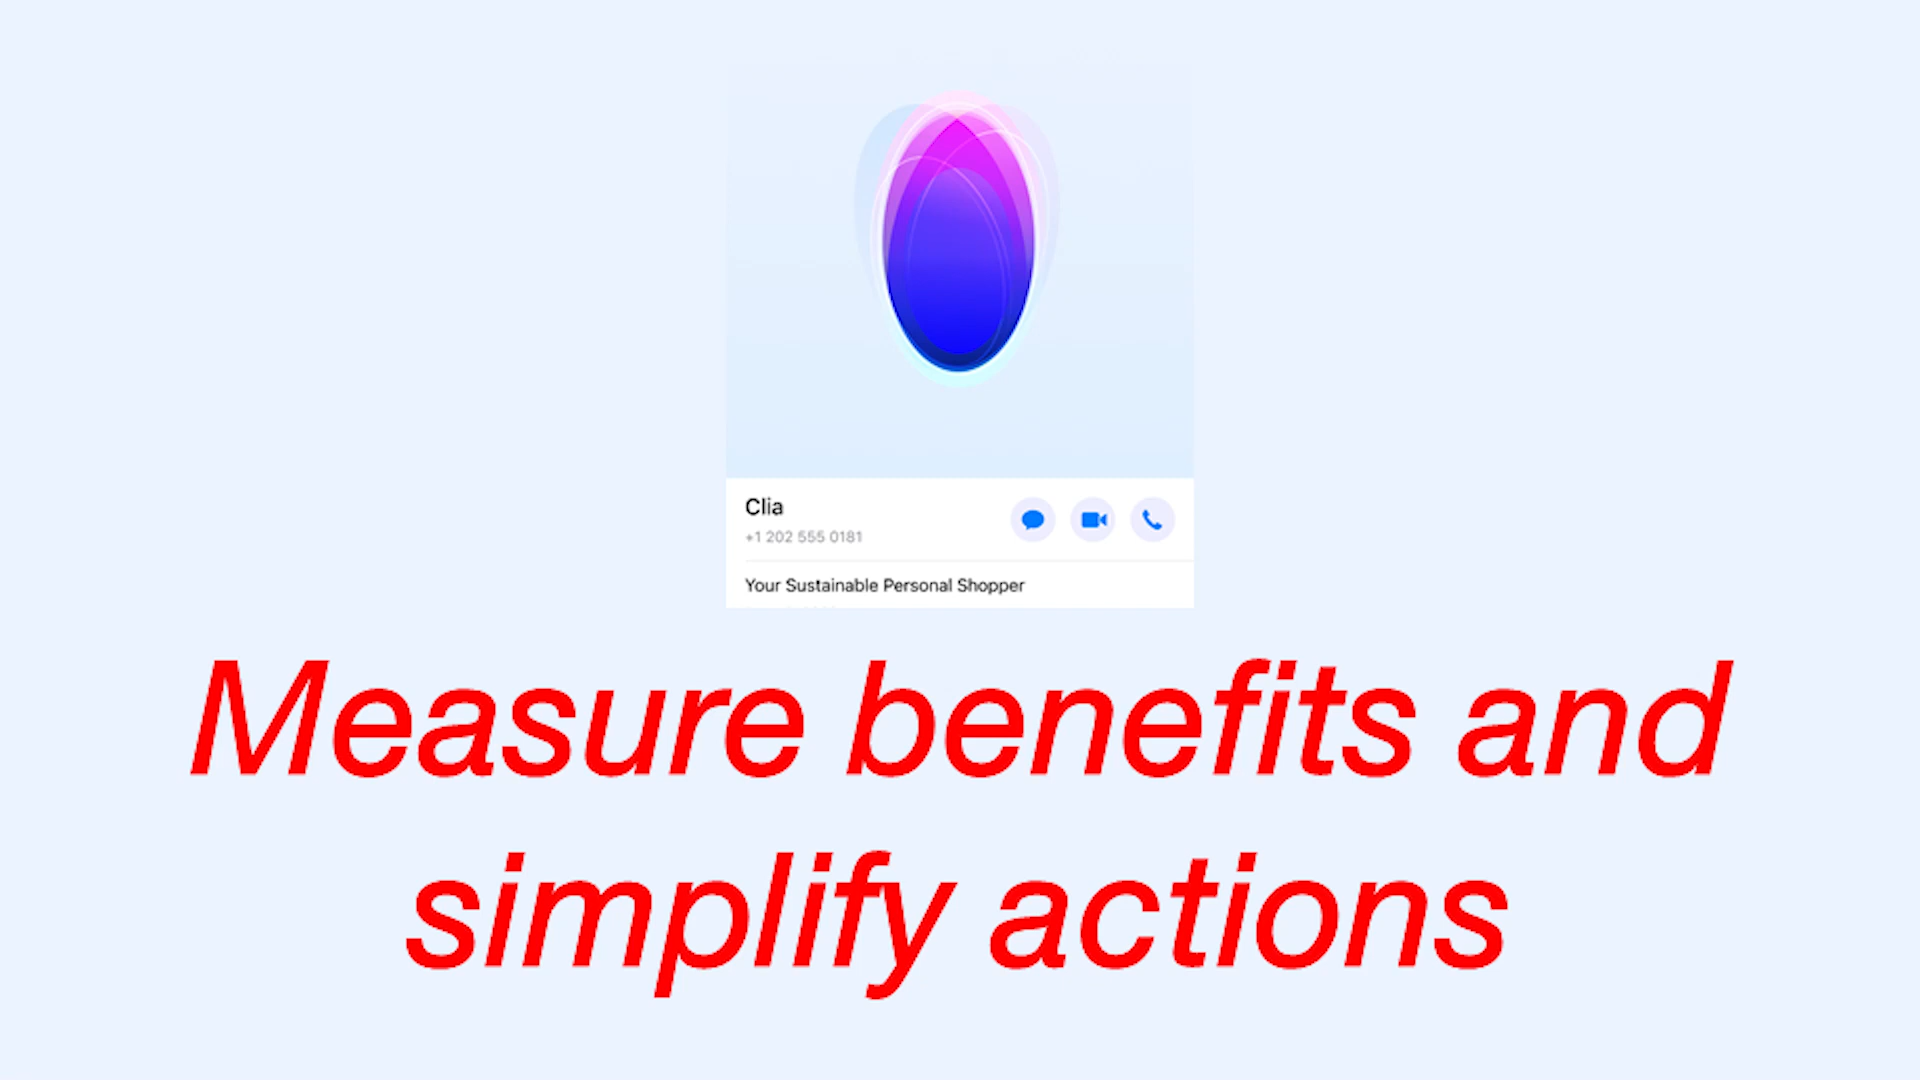 Clia
+1 202 555 0181
Your Sustainable Personal Shopper
Measure benefits and
simplify actions